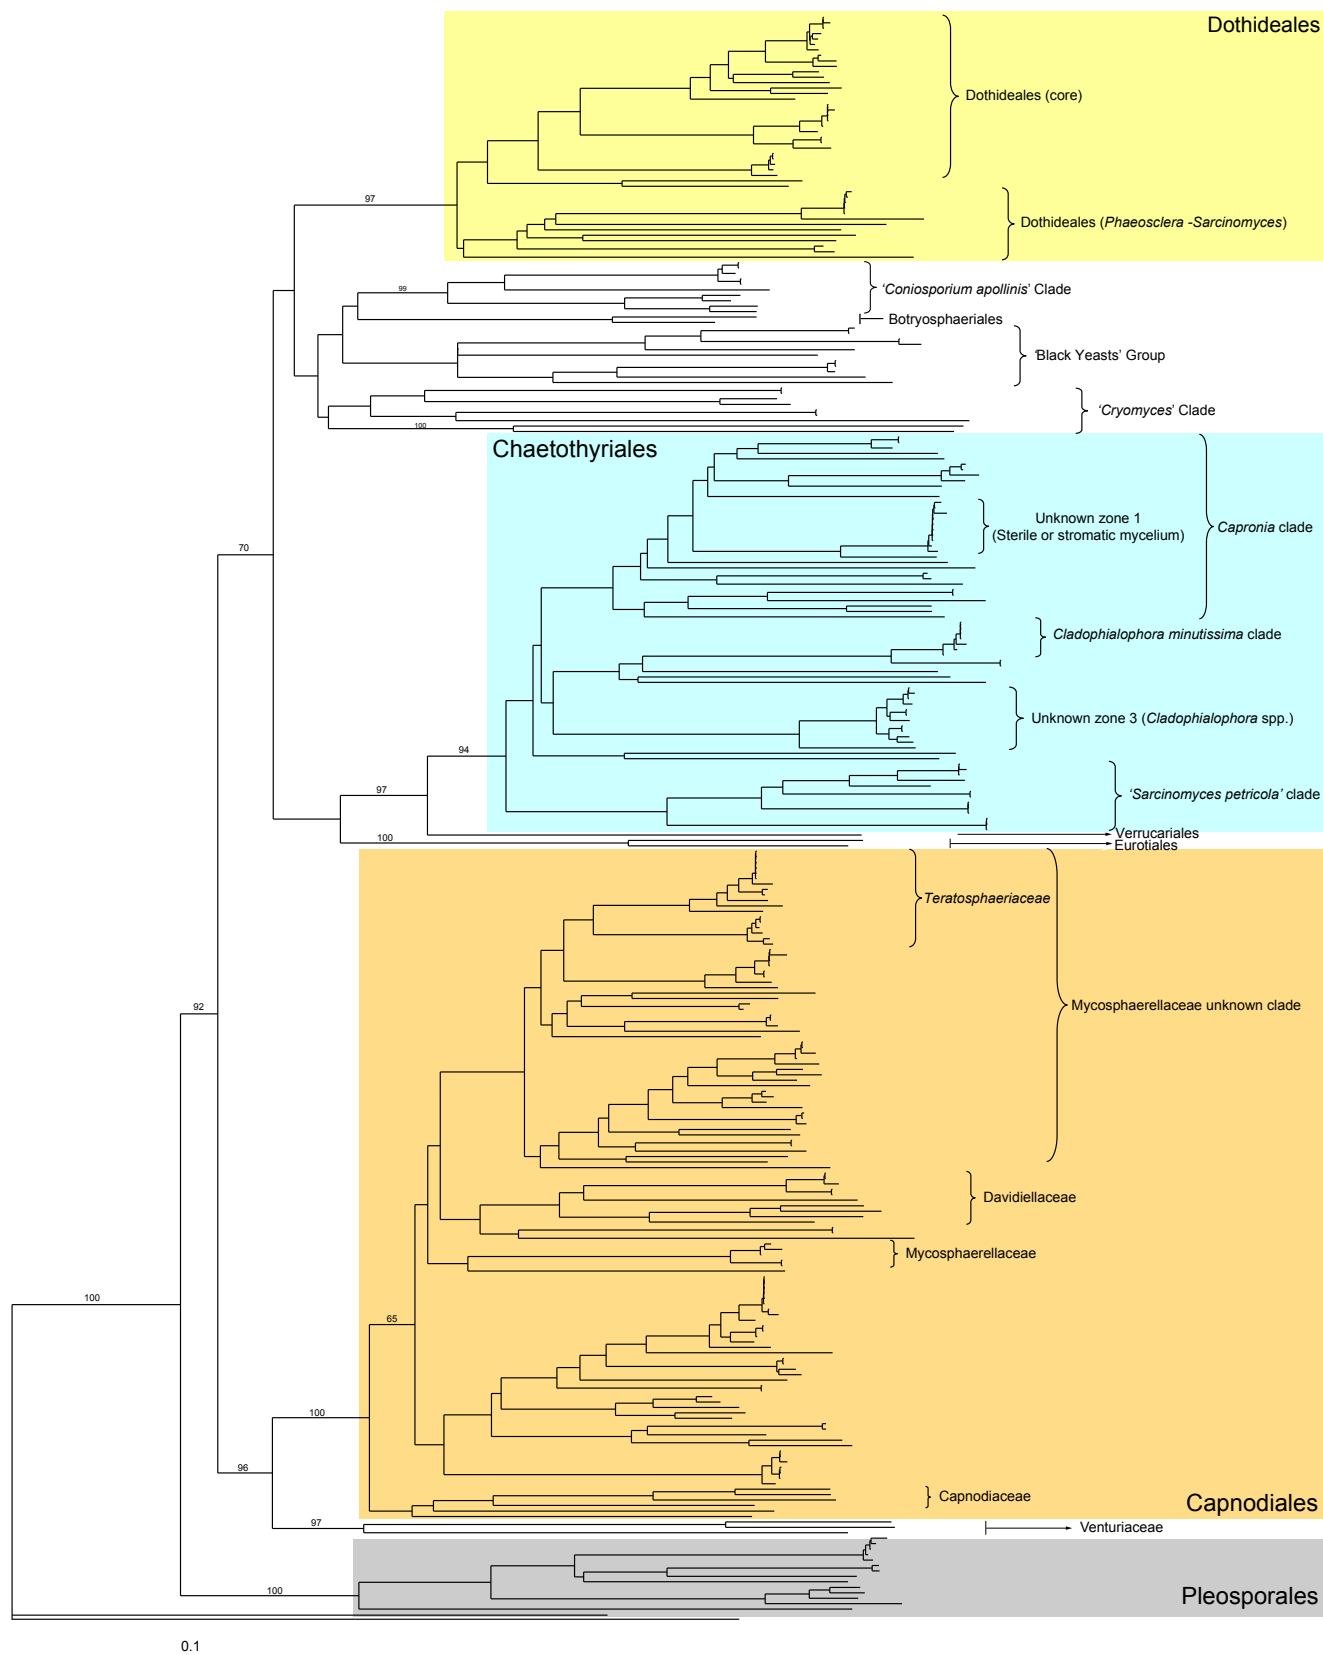 Dothideales
Dothideales (core)
97
Dothideales (Phaeosclera -Sarcinomyces)
99
‘Coniosporium apollinis’ Clade
Botryosphaeriales
‘Black Yeasts’ Group
‘Cryomyces’ Clade
100
Chaetothyriales
Unknown zone 1
(Sterile or stromatic mycelium)
Capronia clade
70
Cladophialophora minutissima clade
Unknown zone 3 (Cladophialophora spp.)
94
97
‘Sarcinomyces petricola’ clade
Verrucariales
100
Eurotiales
Teratosphaeriaceae
Mycosphaerellaceae unknown clade
92
Davidiellaceae
Mycosphaerellaceae
100
65
100
96
Capnodiaceae
Capnodiales
97
Venturiaceae
100
Pleosporales
0.1